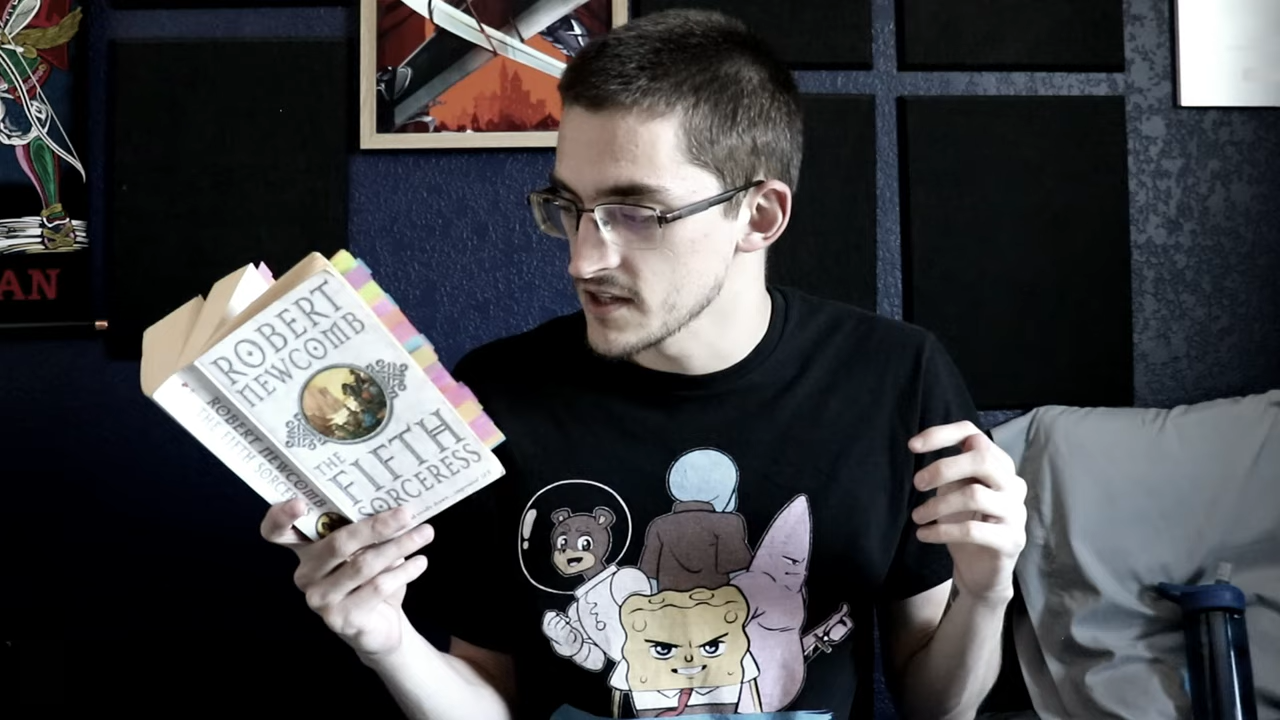 AN
ROBERT
NEWCOMB
THE
FIFTH
SORCERESS
ROBERT NEWCOMB
THE FIFTH SORCERESS